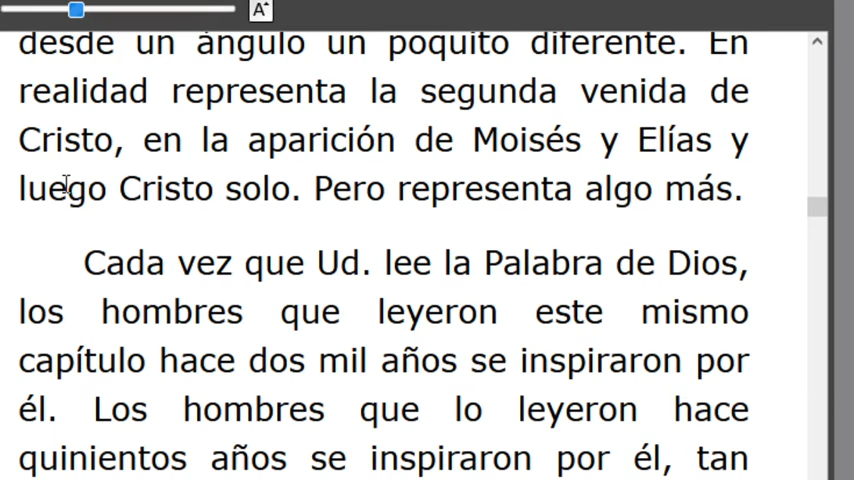 A
desde un ángulo un poquito diferente. En
realidad representa la segunda venida de
Cristo, en la aparición de Moisés y Elías y
luego Cristo solo. Pero representa algo más.
Cada vez que Ud. lee la Palabra de Dios,
los hombres que leyeron este mismo
capítulo hace dos mil años se inspiraron por
él. Los hombres que lo leyeron hace
quinientos años se inspiraron por él, tan